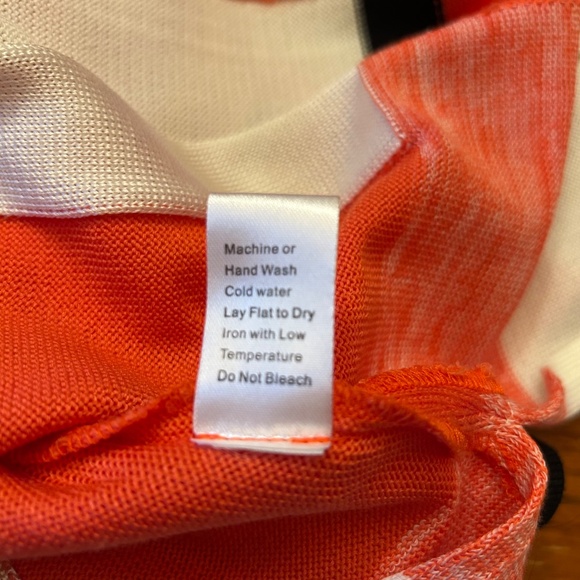 Machine or
Hand Wash
Cold water
Lay Flat to Dry
Iron with Low
Temperature
Do Not Bleach